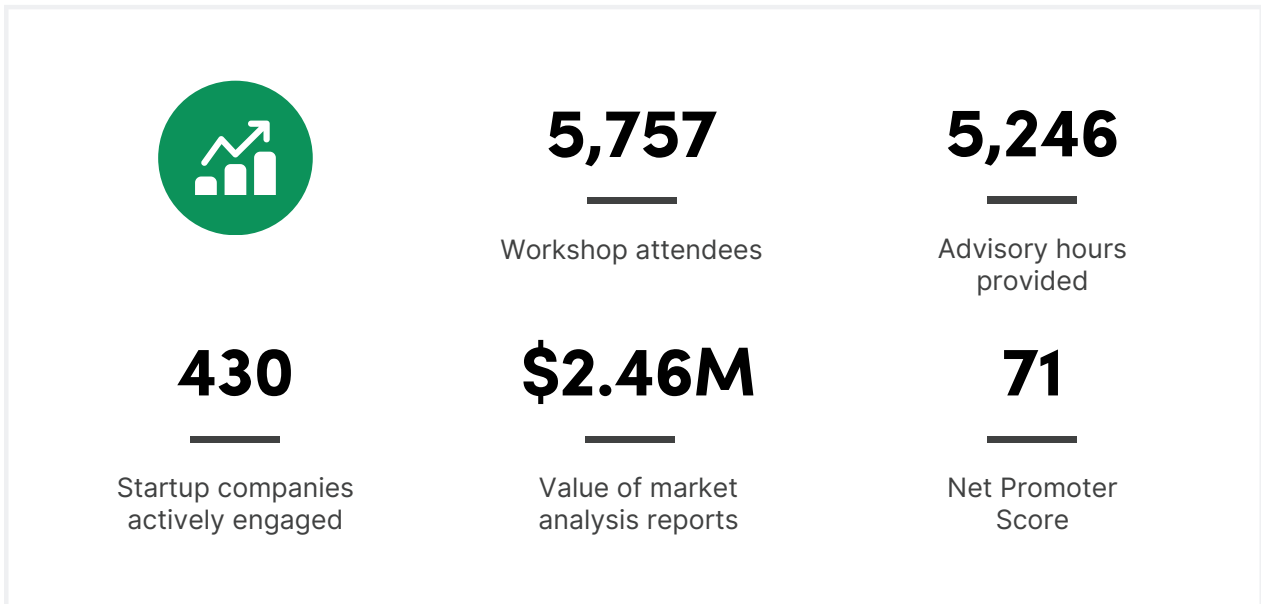 5,757
Workshop attendees
5,246
Advisory hours
provided
430
Startup companies
actively engaged
$2.46M
Value of market
analysis reports
71
Net Promoter
Score